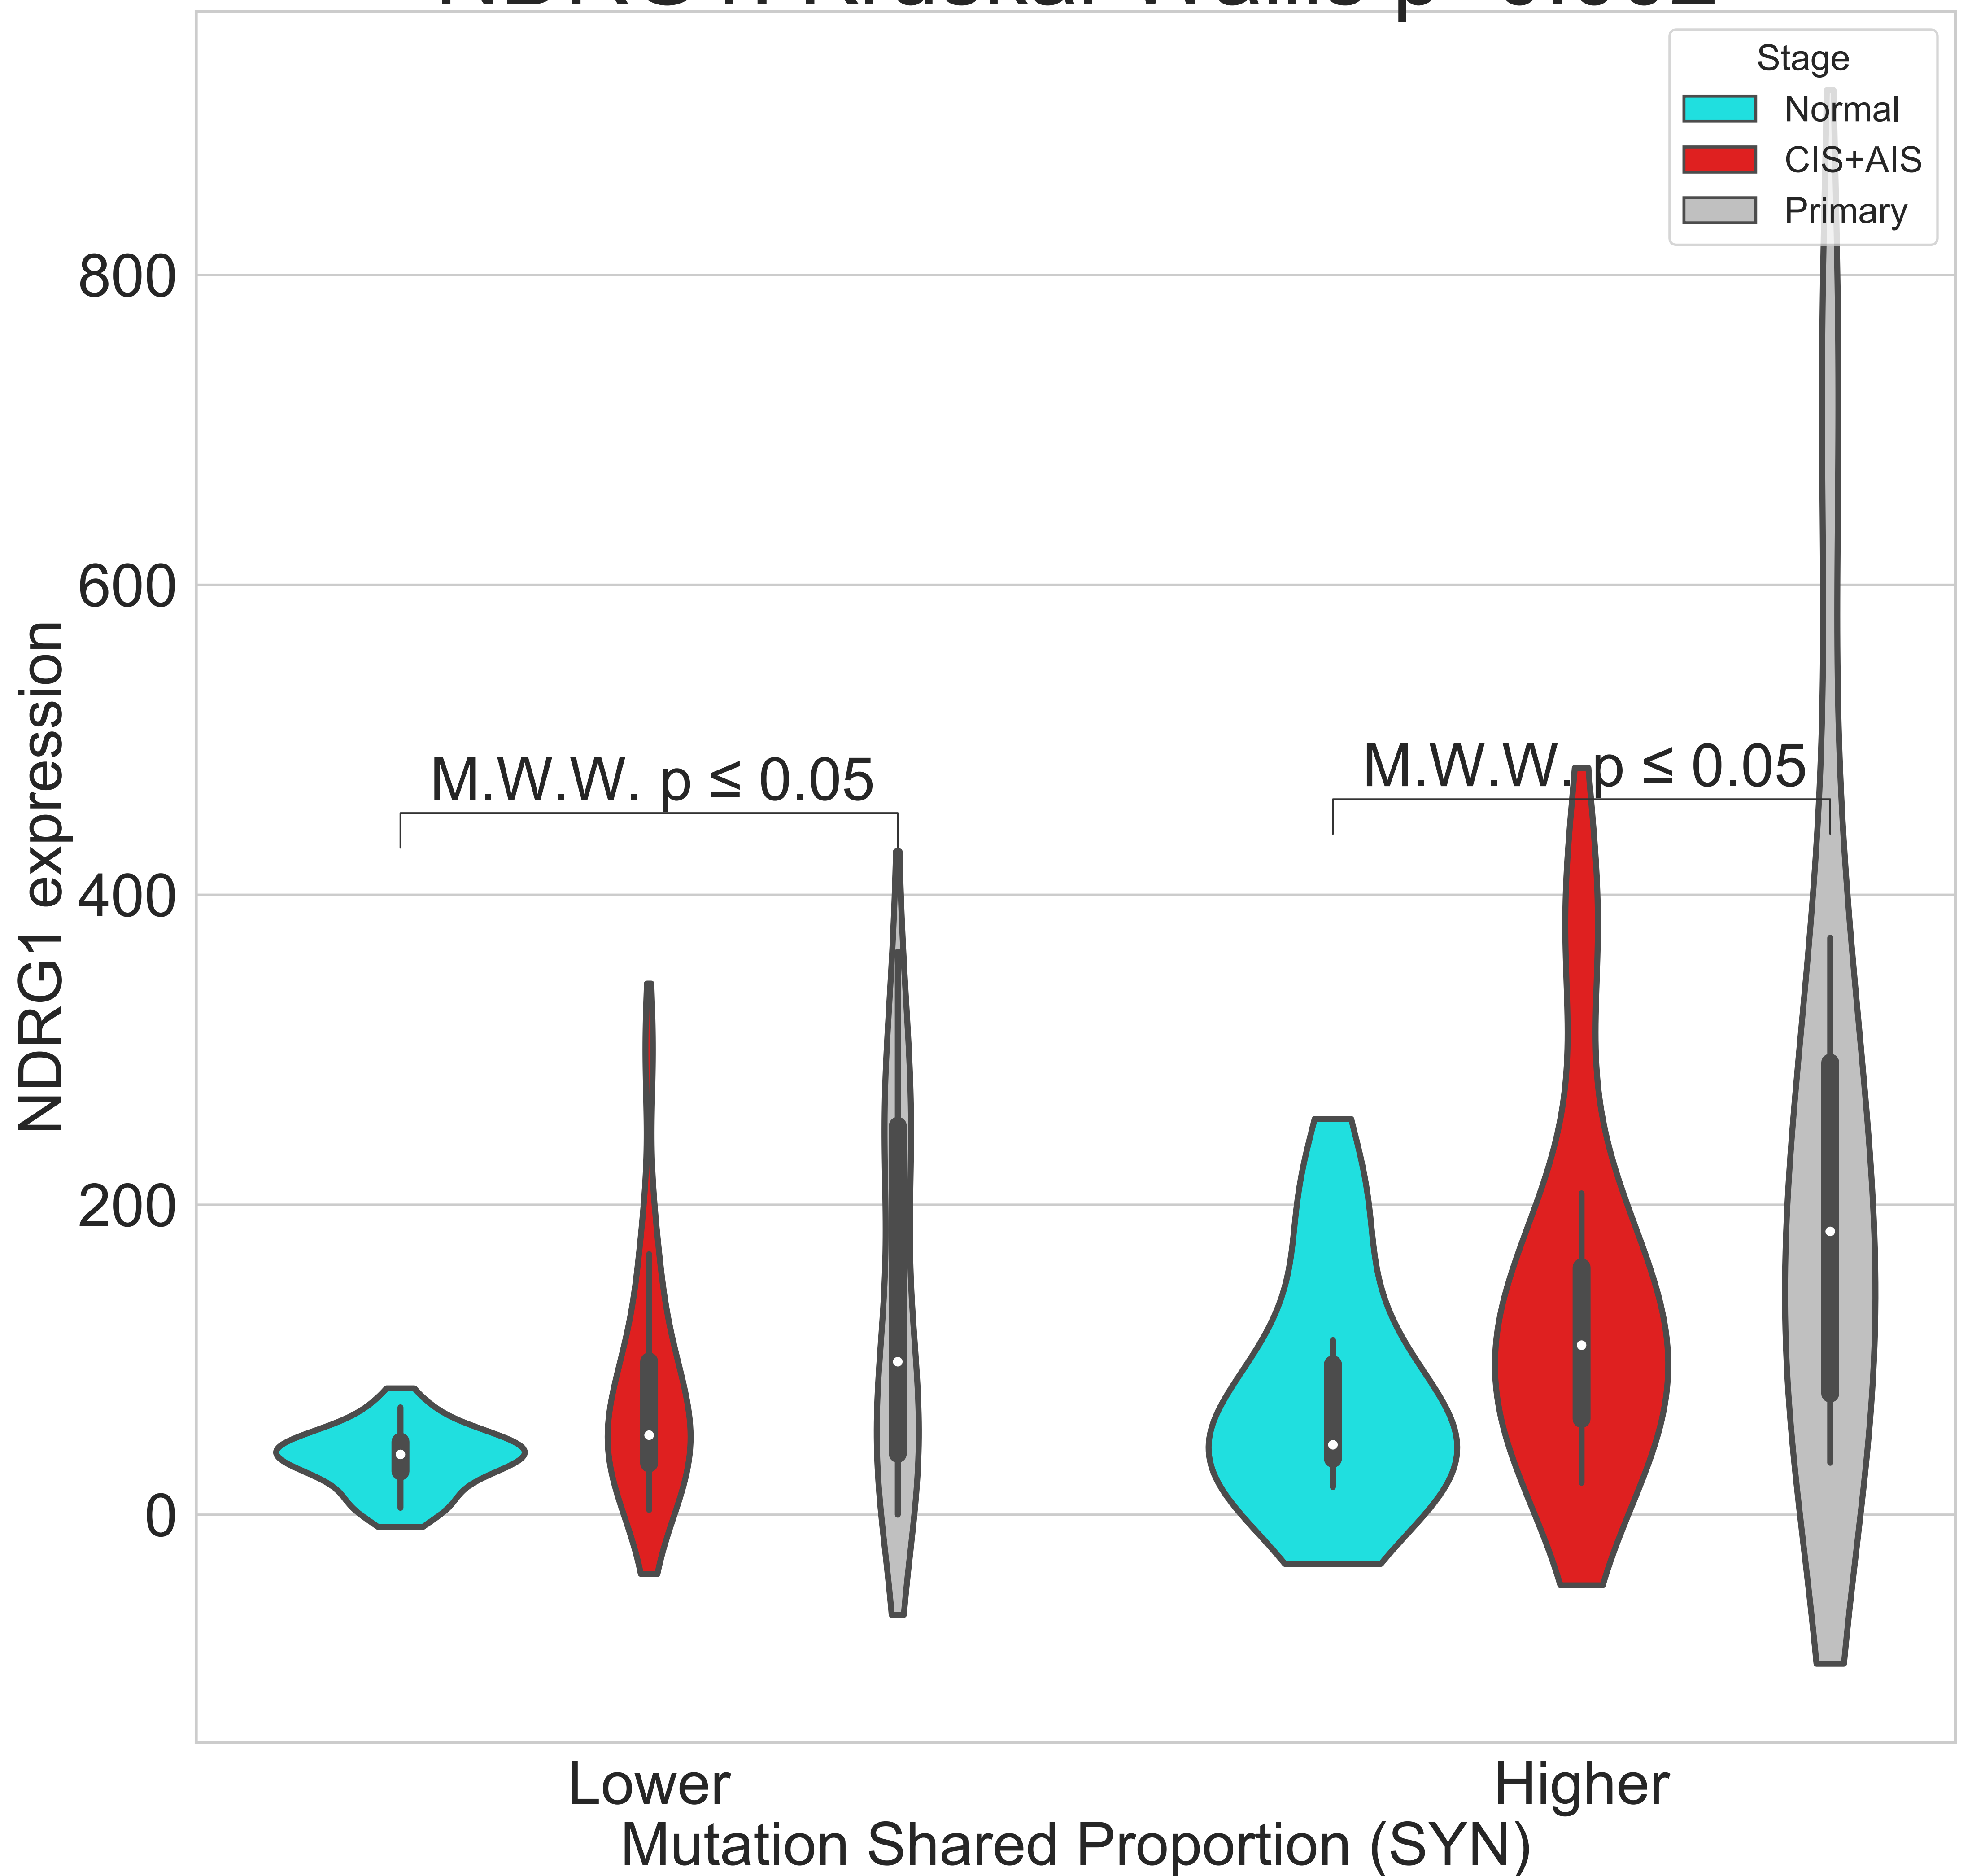 Stage
Normal
CIS+AIS
Primary
800
600
400
200
0
NDRG1 expression
M.W.W. p ≤ 0.05
M.W.W. p ≤ 0.05
Lower
Higher
Mutation Shared Proportion (SYN)